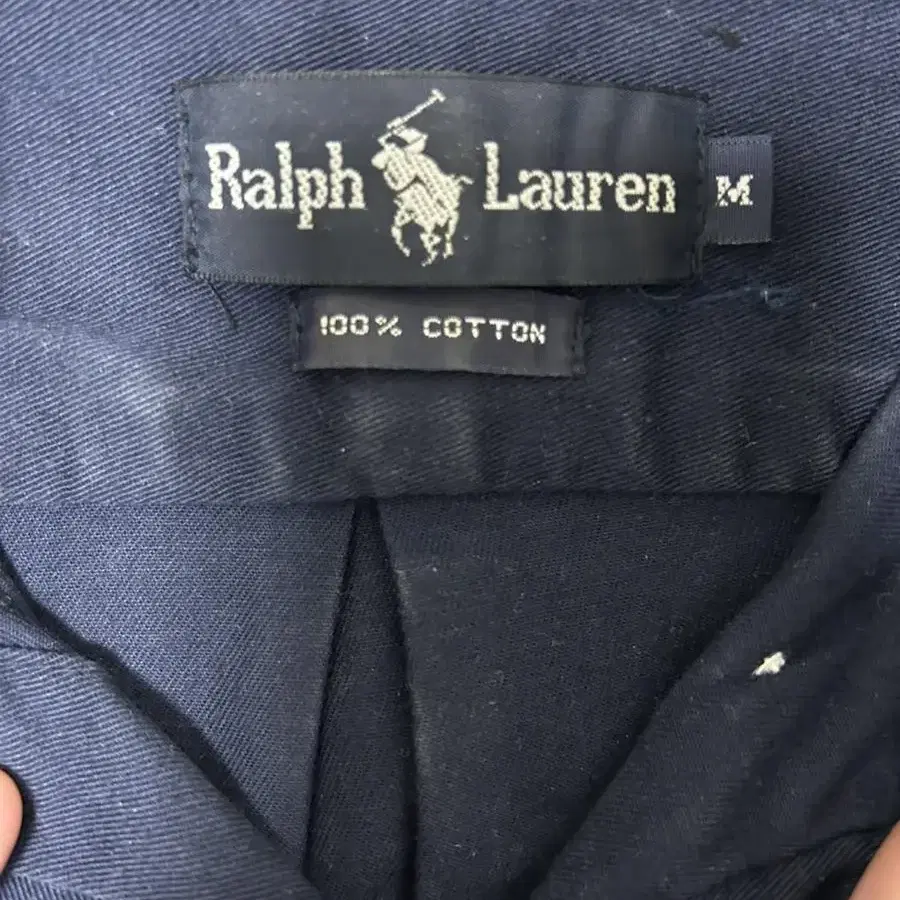 Ralph Lauren
M
100% COTTON